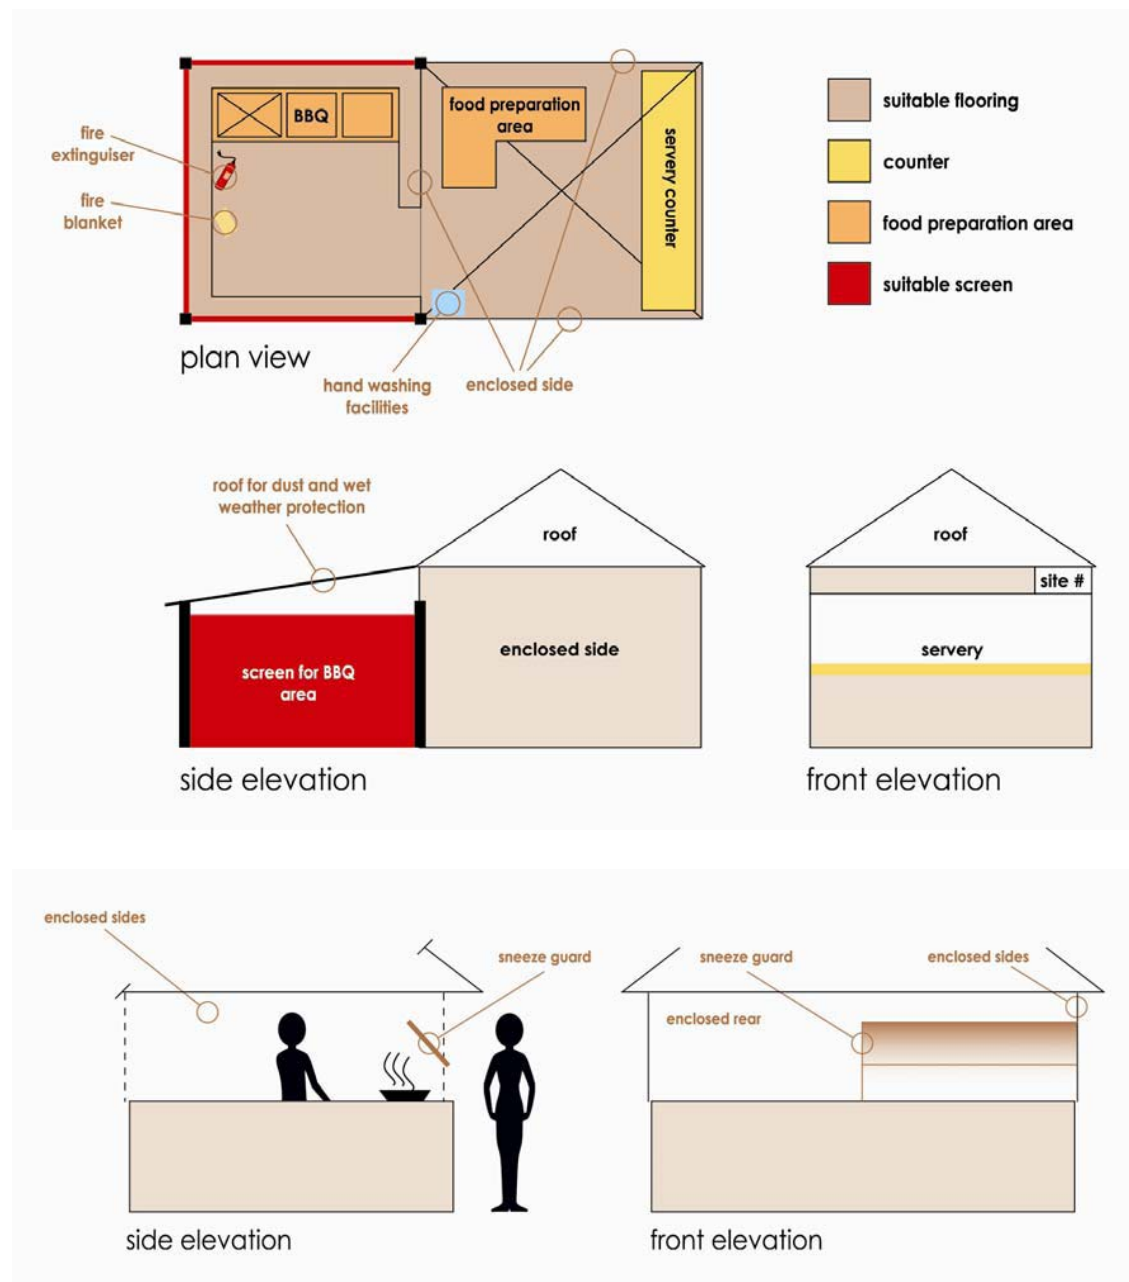 suitable flooring
counter
food preparation area
suitable screen
BBQ
food preparation
area
servery counter
fire
extinguiser
fire
blanket
plan view
hand washing
facilities
enclosed side
roof for dust and wet
weather protection
roof
enclosed side
screen for BBQ
area
side elevation
roof
site #
servery
front elevation
enclosed sides
sneeze guard
side elevation
sneeze guard
enclosed sides
enclosed rear
front elevation